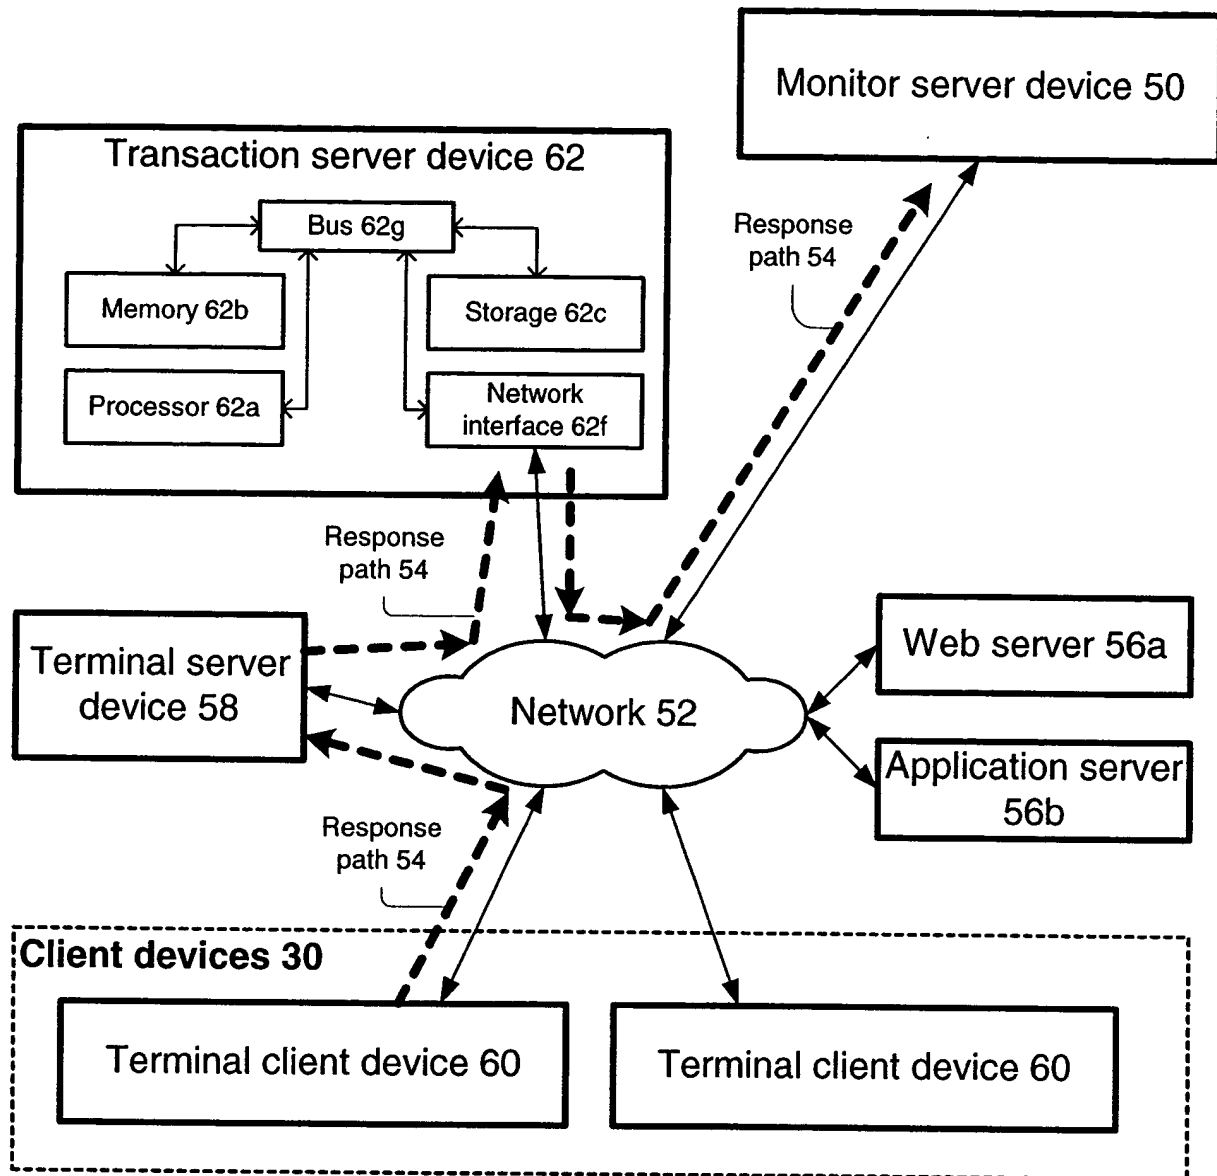 Monitor server device 50
Transaction server device 62
Bus 62g
Memory 62b
Storage 62c
Processor 62a
Network
interface 62f
Response
path 54
Response
path 54
Terminal server
device 58
Network 52
Web server 56a
Application server
56b
Response
path 54
Client devices 30
Terminal client device 60
Terminal client device 60